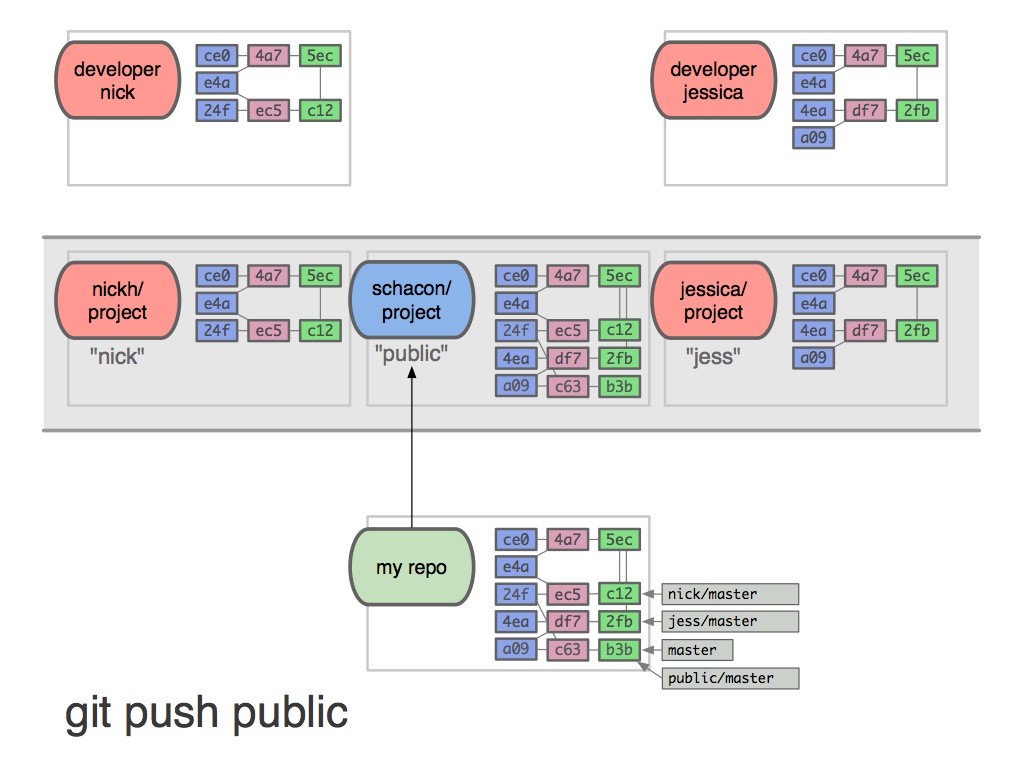 developer
nick
ce0 4a7 5ec
e4a
24f ec5 c12
developer
jessica
ce0 4a7 5ec
e4a
4ea df7 2fb
a09
nickh/
project
"nick"
ce0 4a7 5ec
e4a
24f ec5 c12
schacon/
project
"public"
ce0 4a7 5ec
e4a
24f ec5 c12
4ea df7 2fb
a09 c63 b3b
jessica/
project
"jess"
ce0 4a7 5ec
e4a
4ea df7 2fb
a09
my repo
ce0 4a7 5ec
e4a
24f ec5 c12 nick/master
4ea df7 2fb jess/master
a09 c63 b3b master
public/master
git push public